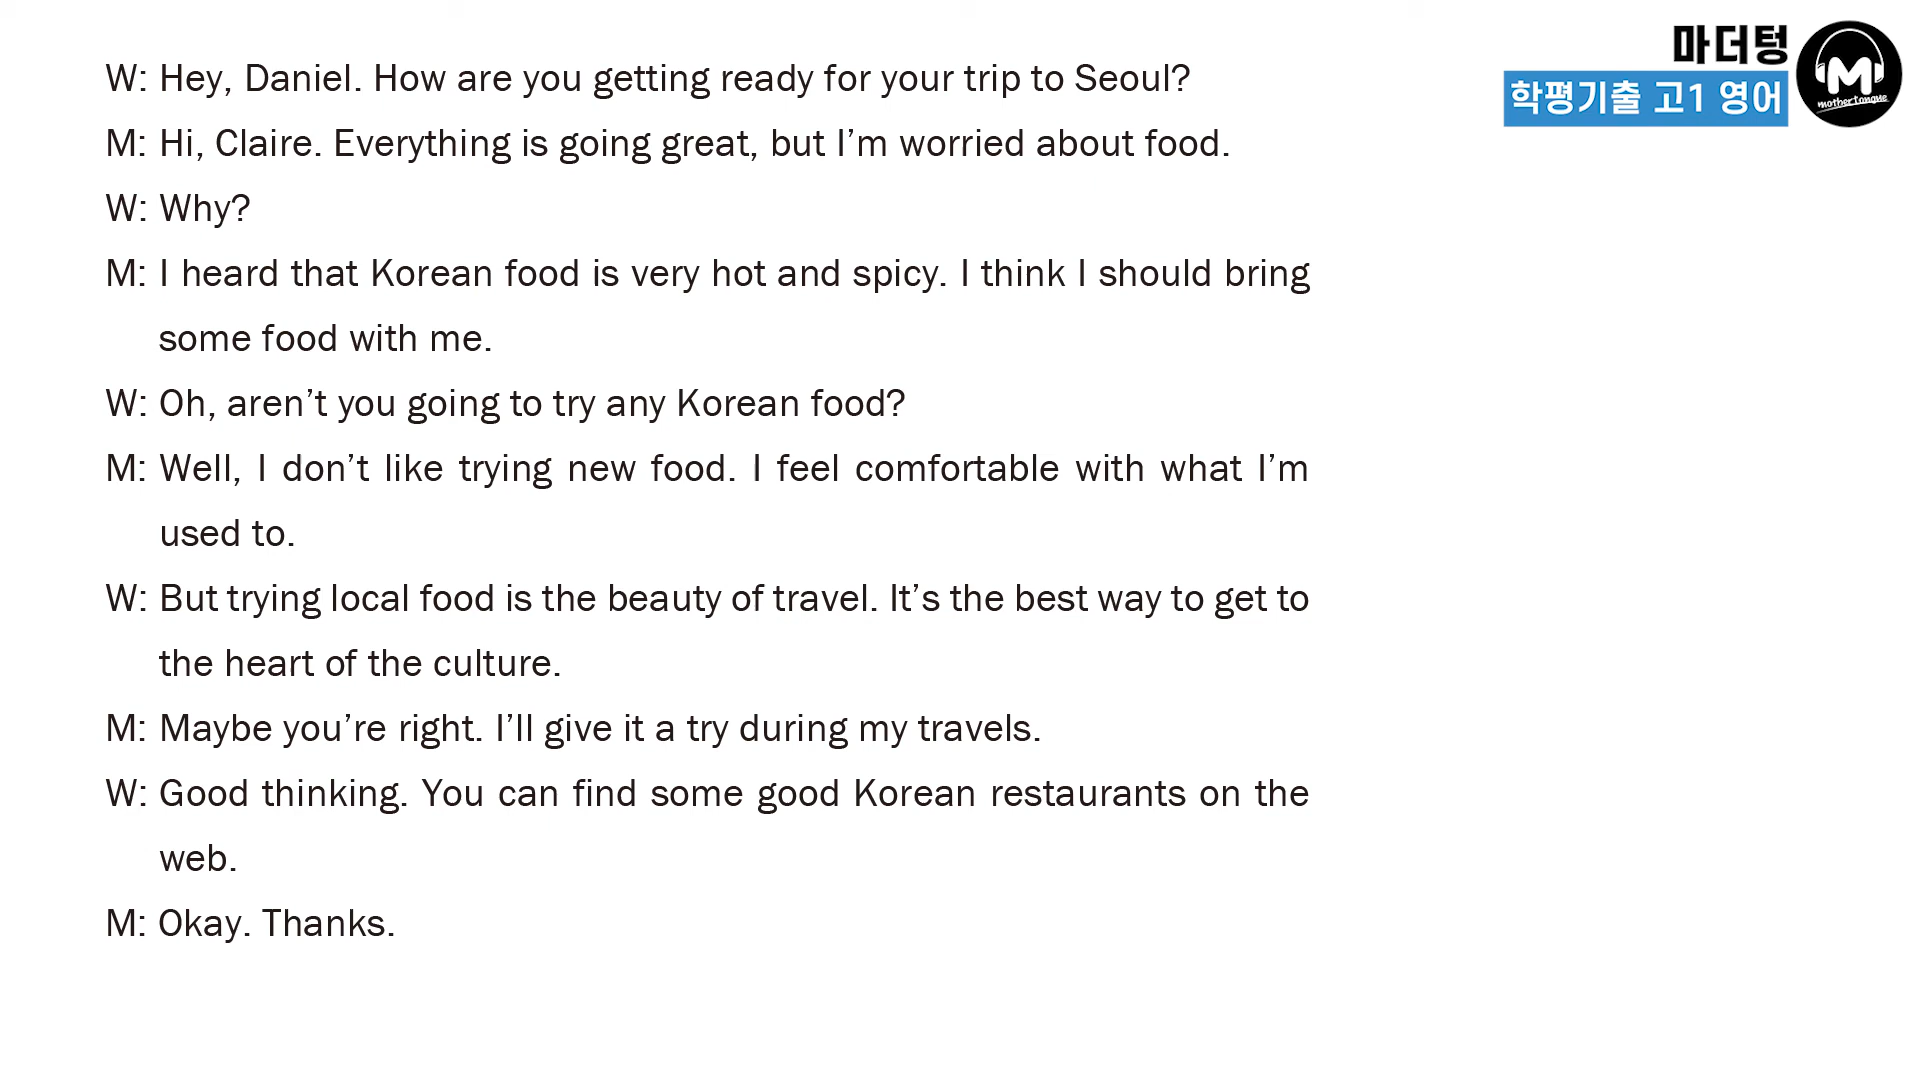 마더텅
학평기출 고1 영어
mothertongue
W: Hey, Daniel. How are you getting ready for your trip to Seoul?
M: Hi, Claire. Everything is going great, but I’m worried about food.
W: Why?
M: I heard that Korean food is very hot and spicy. I think I should bring
some food with me.
W: Oh, aren’t you going to try any Korean food?
M: Well, I don’t like trying new food. I feel comfortable with what I’m
used to.
W: But trying local food is the beauty of travel. It’s the best way to get to
the heart of the culture.
M: Maybe you’re right. I’ll give it a try during my travels.
W: Good thinking. You can find some good Korean restaurants on the
web.
M: Okay. Thanks.